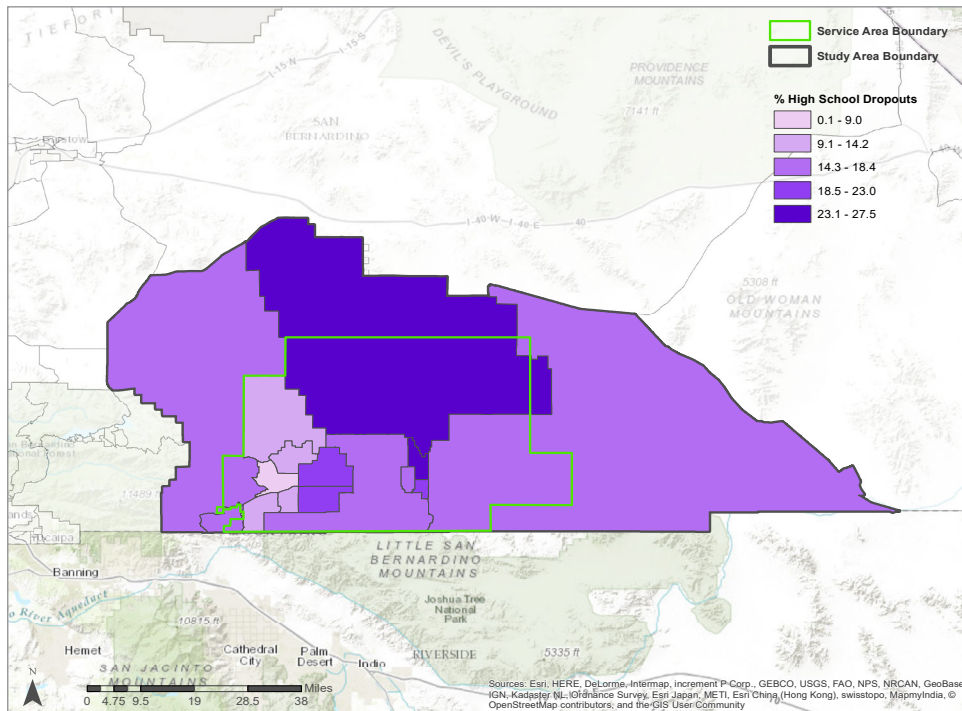 TIEFORT
I-15-N
I-15-S
DEVIL'S PLAYGROUND
PROVIDENCE
MOUNTAINS
7141 ft
Service Area Boundary
Study Area Boundary
% High School Dropouts
0.1 - 9.0
9.1 - 14.2
14.3 - 18.4
18.5 - 23.0
23.1 - 27.5
SAN
BERNARDINO
I-40-W-I-40-E
40
5308 ft
OLD WOMAN
MOUNTAINS
11489 ft
LITTLE SAN
BERNARDINO
MOUNTAINS
Banning
Joshua Tree
National
Park
10815 ft
Hemet
Cathedral
City
Palm
Desert
Indio
RIVERSIDE
5335 ft
SAN JACINTO
MOUNTAINS
N
Miles
0 4.75 9.5 19 28.5 38
Sources: Esri, HERE, DeLorme, Intermap, increment P Corp., GEBCO, USGS, FAO, NPS, NRCAN, GeoBase,
IGN, Kadaster NL, Ordnance Survey, Esri Japan, METI, Esri China (Hong Kong), swisstopo, MapmyIndia, ©
OpenStreetMap contributors, and the GIS User Community